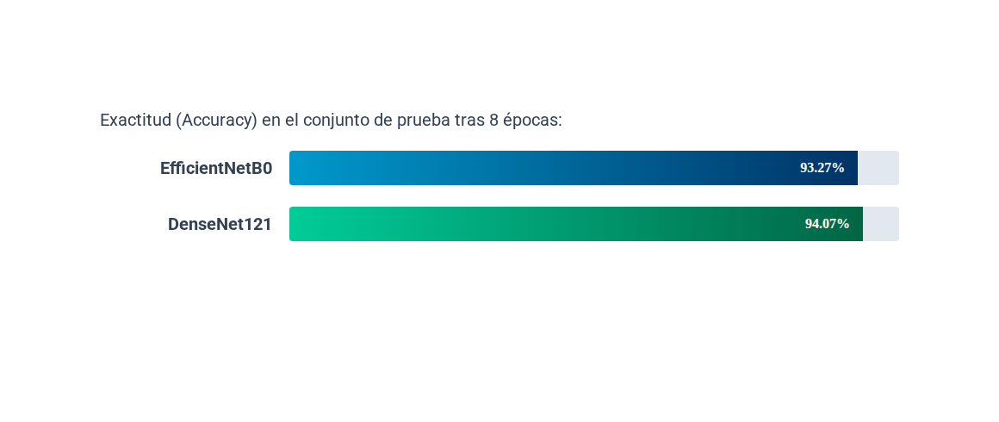 Exactitud (Accuracy) en el conjunto de prueba tras 8 épocas:
EfficientNetB0 93.27%
DenseNet121 94.07%